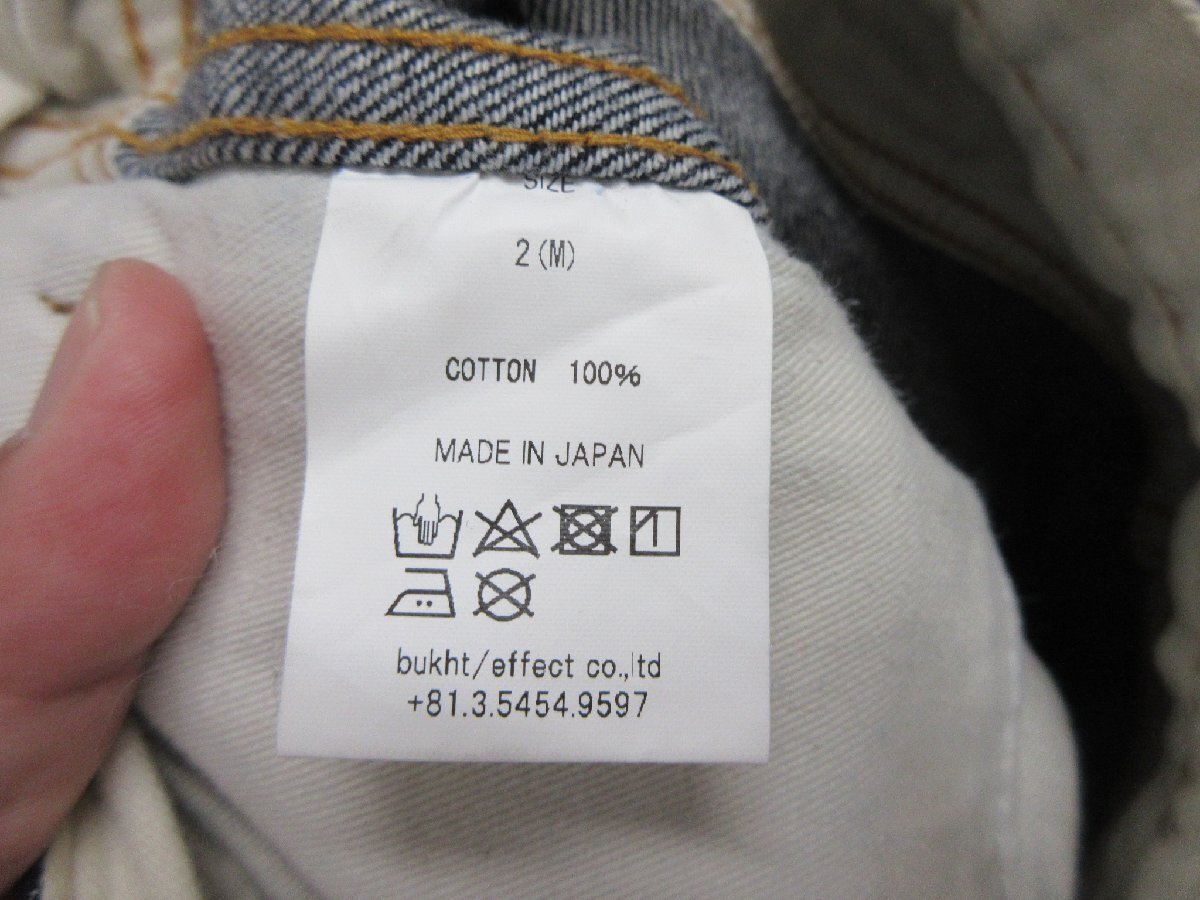 SIZE
2 (M)
COTTON 100%
MADE IN JAPAN
bukht/effect co.,ltd
+81.3.5454.9597